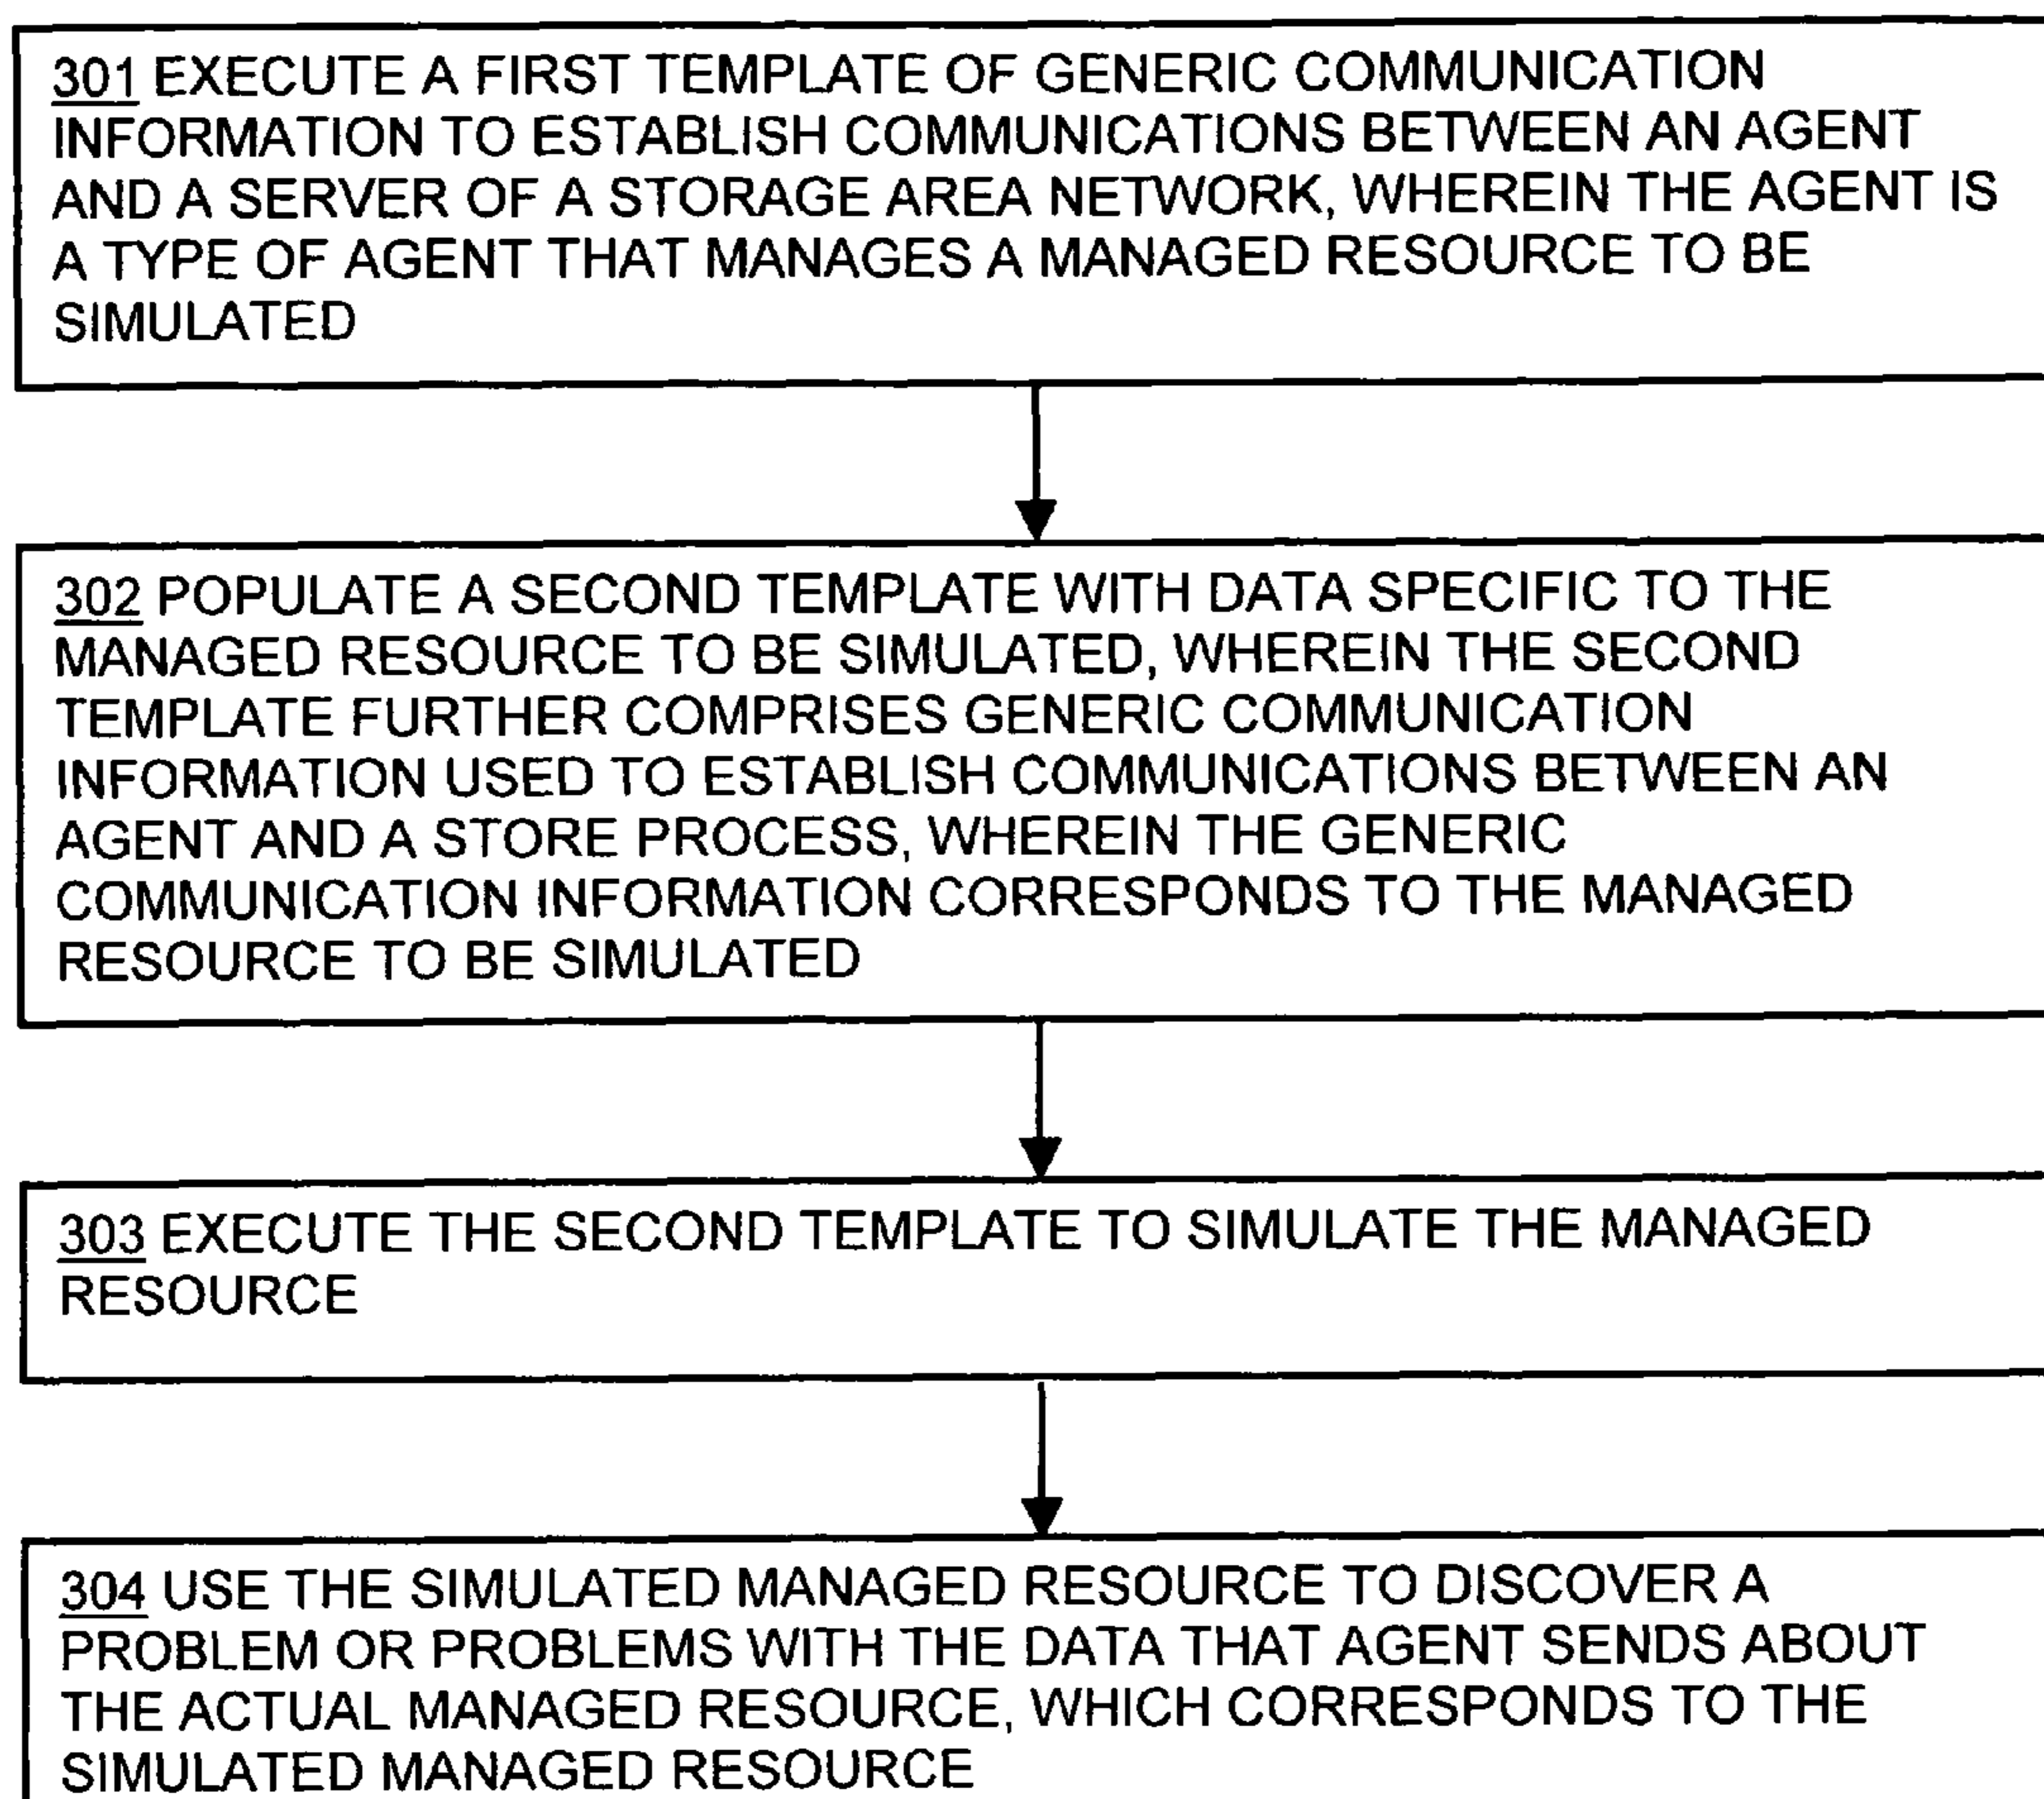 301 EXECUTE A FIRST TEMPLATE OF GENERIC COMMUNICATION
INFORMATION TO ESTABLISH COMMUNICATIONS BETWEEN AN AGENT
AND A SERVER OF A STORAGE AREA NETWORK, WHEREIN THE AGENT IS
A TYPE OF AGENT THAT MANAGES A MANAGED RESOURCE TO BE
SIMULATED
302 POPULATE A SECOND TEMPLATE WITH DATA SPECIFIC TO THE
MANAGED RESOURCE TO BE SIMULATED, WHEREIN THE SECOND
TEMPLATE FURTHER COMPRISES GENERIC COMMUNICATION
INFORMATION USED TO ESTABLISH COMMUNICATIONS BETWEEN AN
AGENT AND A STORE PROCESS, WHEREIN THE GENERIC
COMMUNICATION INFORMATION CORRESPONDS TO THE MANAGED
RESOURCE TO BE SIMULATED
303 EXECUTE THE SECOND TEMPLATE TO SIMULATE THE MANAGED
RESOURCE
304 USE THE SIMULATED MANAGED RESOURCE TO DISCOVER A
PROBLEM OR PROBLEMS WITH THE DATA THAT AGENT SENDS ABOUT
THE ACTUAL MANAGED RESOURCE, WHICH CORRESPONDS TO THE
SIMULATED MANAGED RESOURCE